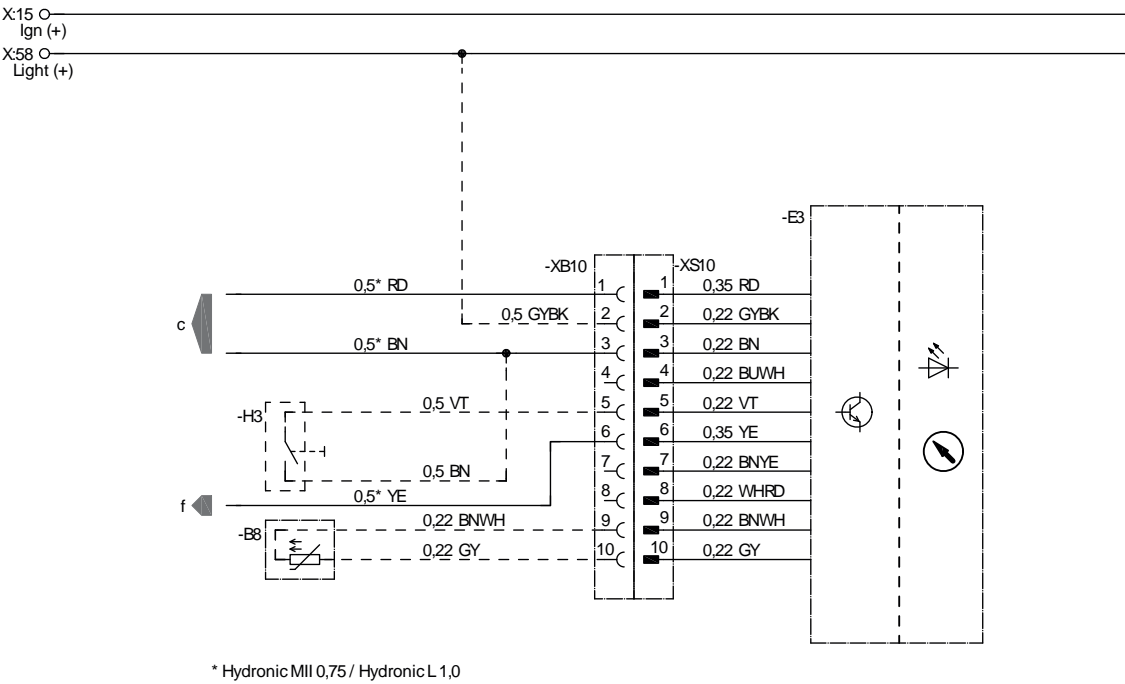 X:15
Ign (+)
X:58
Light (+)
-E3
-XB10
-XS10
0,5* RD
1
1
0,35 RD
0,5 GYBK
2
2
0,22 GYBK
c
0,5* BN
3
3
0,22 BN
4
4
0,22 BUWH
-H3
0,5 VT
5
5
0,22 VT
6
6
0,35 YE
0,5 BN
7
7
0,22 BNYE
f
0,5* YE
8
8
0,22 WHRD
-B8
0,22 BNWH
9
9
0,22 BNWH
0,22 GY
10
10
0,22 GY
* Hydronic MII 0,75 / Hydronic L 1,0